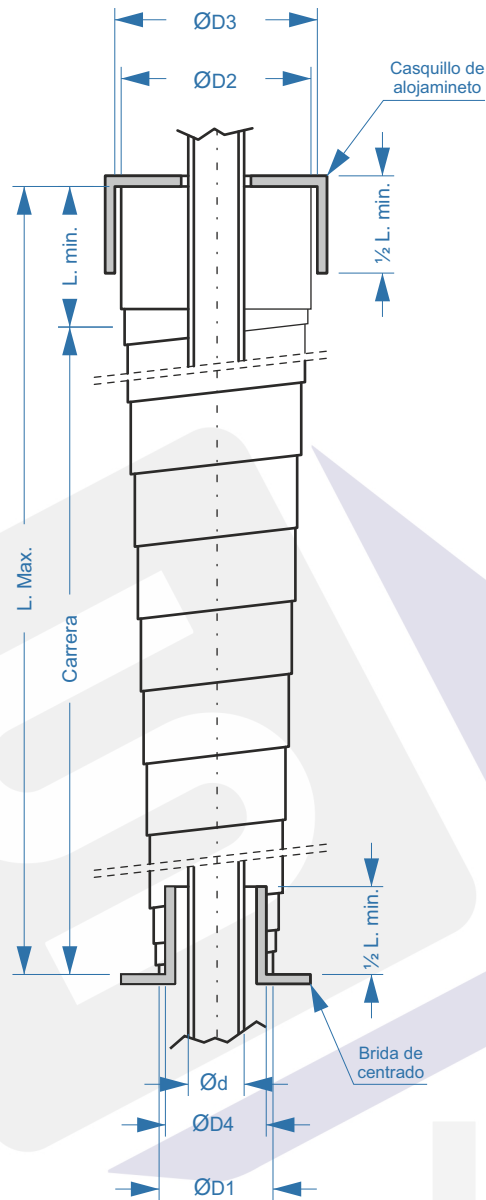 ØD3
ØD2
Casquillo de
alojamineto
½ L. min.
L. min.
L. Max.
Carrera
½ L. min.
Brida de
centrado
Ød
ØD4
ØD1